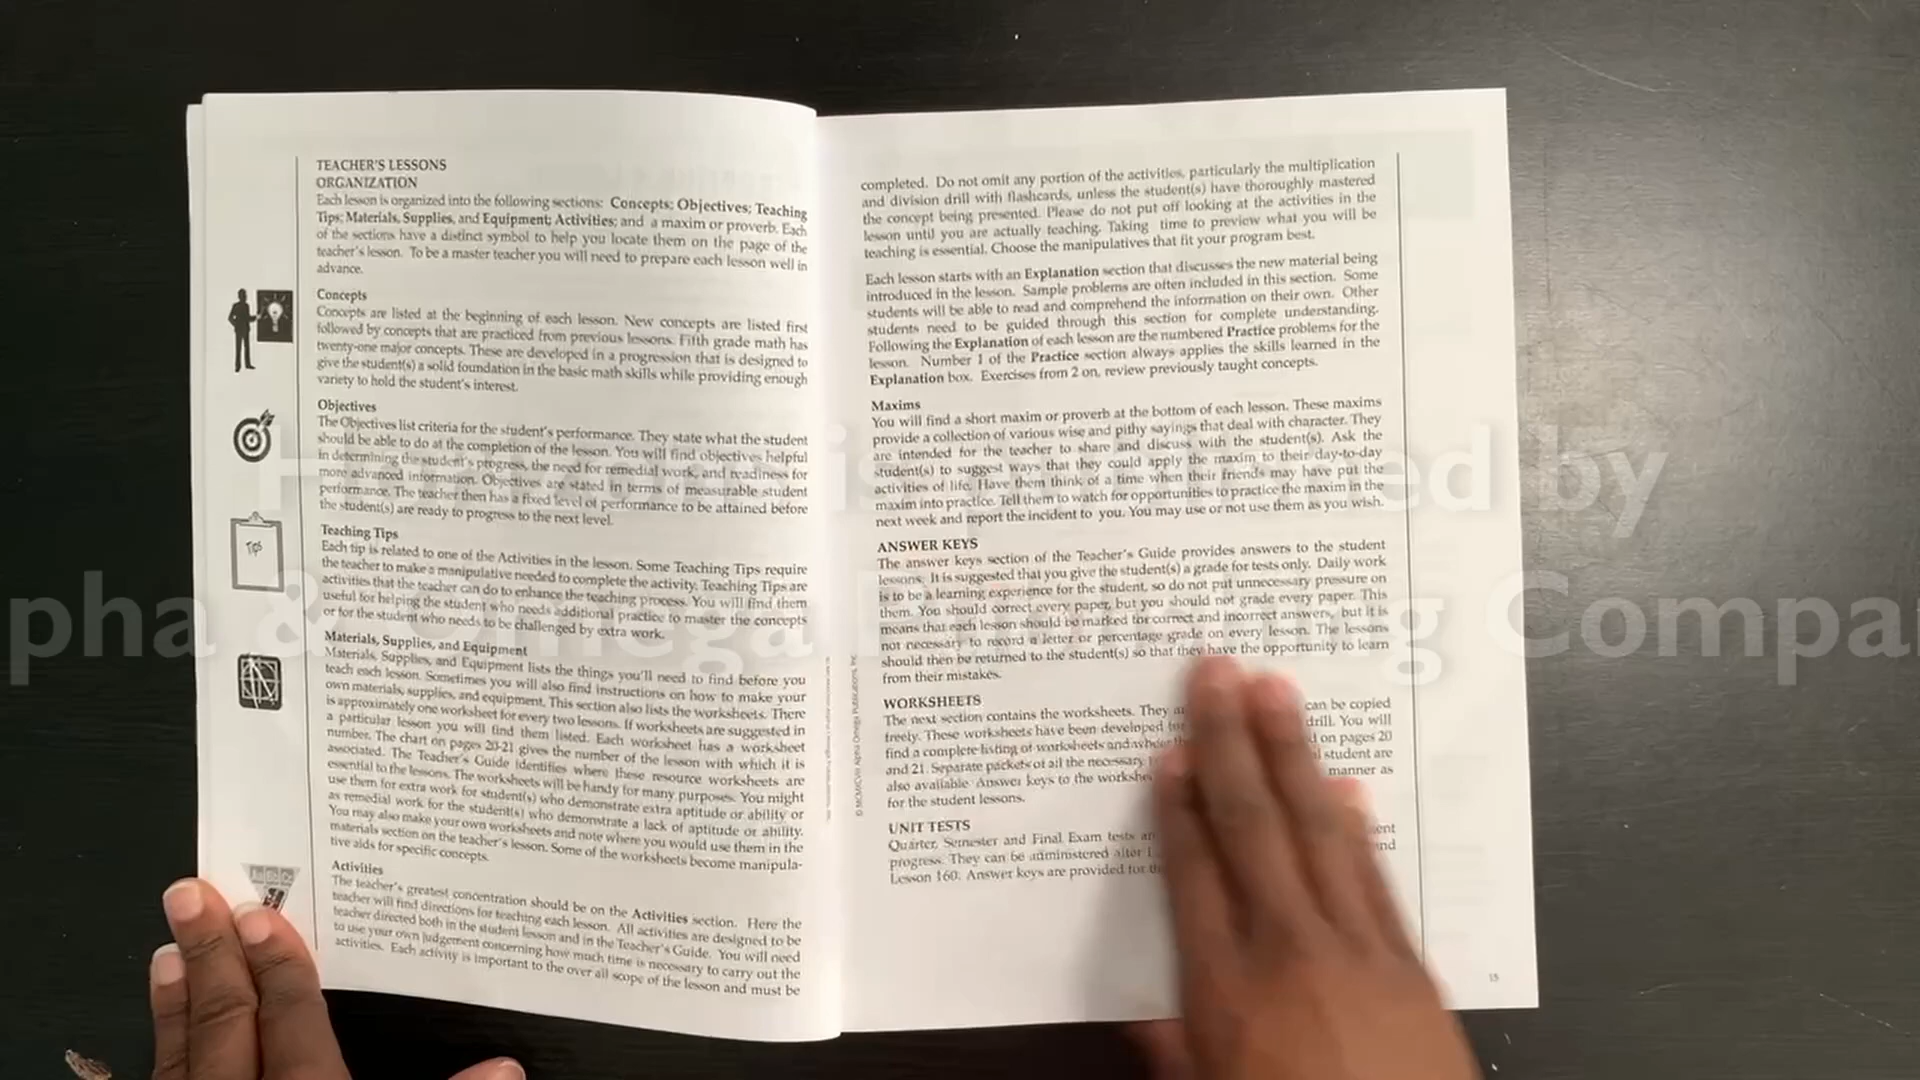 TEACHER'S LESSONS
ORGANIZATION
Each lesson is organized into the following sections: Concepts; Objectives; Teaching
Tips; Materials, Supplies, and Equipment; Activities; and a maxim or proverb. Each
of the sections have a distinct symbol to help you locate them on the page of the
teacher's lesson. To be a master teacher you will need to prepare each lesson well in
advance.
Concepts
Concepts are listed at the beginning of each lesson. New concepts are listed first
followed by concepts that are practiced from previous lessons. Fifth grade math has
twenty-one major concepts. These are developed in a progression that is designed to
give the student(s) a solid foundation in the basic math skills while providing enough
variety to hold the student's interest.
Objectives
The Objectives list criteria for the student's performance. They state what the student
should be able to do at the completion of the lesson. You will find objectives helpful
in determining the student's progress, the need for remedial work, and readiness for
more advanced information. Objectives are stated in terms of measurable student
performance. The teacher then has a fixed level of performance to be attained before
the student(s) are ready to progress to the next level.
Tips
Teaching Tips
Each tip is related to one of the Activities in the lesson. Some Teaching Tips require
the teacher to make a manipulative needed to complete the activity. Teaching Tips are
activities that the teacher can do to enhance the teaching process. You will find them
useful for helping the student who needs additional practice to master the concepts
or for the student who needs to be challenged by extra work.
Materials, Supplies, and Equipment
Materials, Supplies, and Equipment lists the things you'll need to find before you
teach each lesson. Sometimes you will also find instructions on how to make your
own materials, supplies, and equipment. This section also lists the worksheets. There
is approximately one worksheet for every two lessons. If worksheets are suggested in
a particular lesson you will find them listed. Each worksheet has a worksheet
number. The chart on pages 20-21 gives the number of the lesson with which it is
associated. The Teacher's Guide identifies where these resource worksheets are
essential to the lessons. The worksheets will be handy for many purposes. You might
use them for extra work for student(s) who demonstrate extra aptitude or ability or
as remedial work for the student(s) who demonstrate a lack of aptitude or ability.
You may also make your own worksheets and note where you would use them in the
materials section on the teacher's lesson. Some of the worksheets become manipula-
tive aids for specific concepts.
Activities
The teacher's greatest concentration should be on the Activities section. Here the
teacher will find directions for teaching each lesson. All activities are designed to be
teacher directed both in the student lesson and in the Teacher's Guide. You will need
to use your own judgement concerning how much time is necessary to carry out the
activities. Each activity is important to the over all scope of the lesson and must be
completed. Do not omit any portion of the activities, particularly the multiplication
and division drill with flashcards, unless the student(s) have thoroughly mastered
the concept being presented. Please do not put off looking at the activities in the
lesson until you are actually teaching. Taking time to preview what you will be
teaching is essential. Choose the manipulatives that fit your program best.
Each lesson starts with an Explanation section that discusses the new material being
introduced in the lesson. Sample problems are often included in this section. Some
students will be able to read and comprehend the information on their own. Other
students need to be guided through this section for complete understanding.
Following the Explanation of each lesson are the numbered Practice problems for the
lesson. Number 1 of the Practice section always applies the skills learned in the
Explanation box. Exercises from 2 on, review previously taught concepts.
Maxims
You will find a short maxim or proverb at the bottom of each lesson. These maxims
provide a collection of various wise and pithy sayings that deal with character. They
are intended for the teacher to share and discuss with the student(s). Ask the
student(s) to suggest ways that they could apply the maxim to their day-to-day
activities of life. Have them think of a time when their friends may have put the
maxim into practice. Tell them to watch for opportunities to practice the maxim in the
next week and report the incident to you. You may use or not use them as you wish.
ANSWER KEYS
The answer keys section of the Teacher's Guide provides answers to the student
lessons. It is suggested that you give the student(s) a grade for tests only. Daily work
is to be a learning experience for the student, so do not put unnecessary pressure on
them. You should correct every paper, but you should not grade every paper. This
means that each lesson should be marked for correct and incorrect answers, but it is
not necessary to record a letter or percentage grade on every lesson. The lessons
should then be returned to the student(s) so that they have the opportunity to learn
from their mistakes.
WORKSHEETS
The next section contains the worksheets. They can be copied
freely. These worksheets have been developed drill. You will
find a complete listing of worksheets and on pages 20
and 21. Separate packets of all the necessary student are
also available. Answer keys to the manner as
for the student lessons.
UNIT TESTS
Quarter, Semester and Final Exam tests
progress. They can be administered after
Lesson 160. Answer keys are provided for
15
is
by
Omega